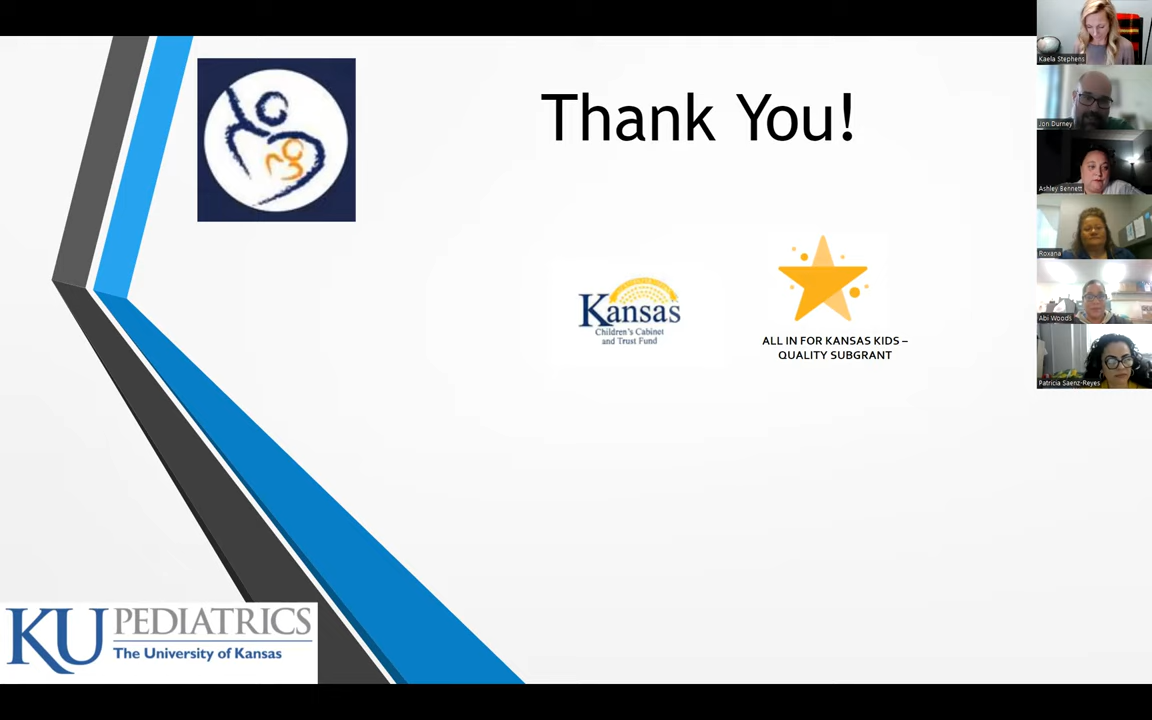 Thank You!
Kansas
Children's Cabinet
and Trust Fund
ALL IN FOR KANSAS KIDS –
QUALITY SUBGRANT
KU PEDIATRICS
The University of Kansas
Kaela Stephens
Jon Durney
Ashley Bennett
Roxana
Abi Woods
Patricia Saenz-Reyes